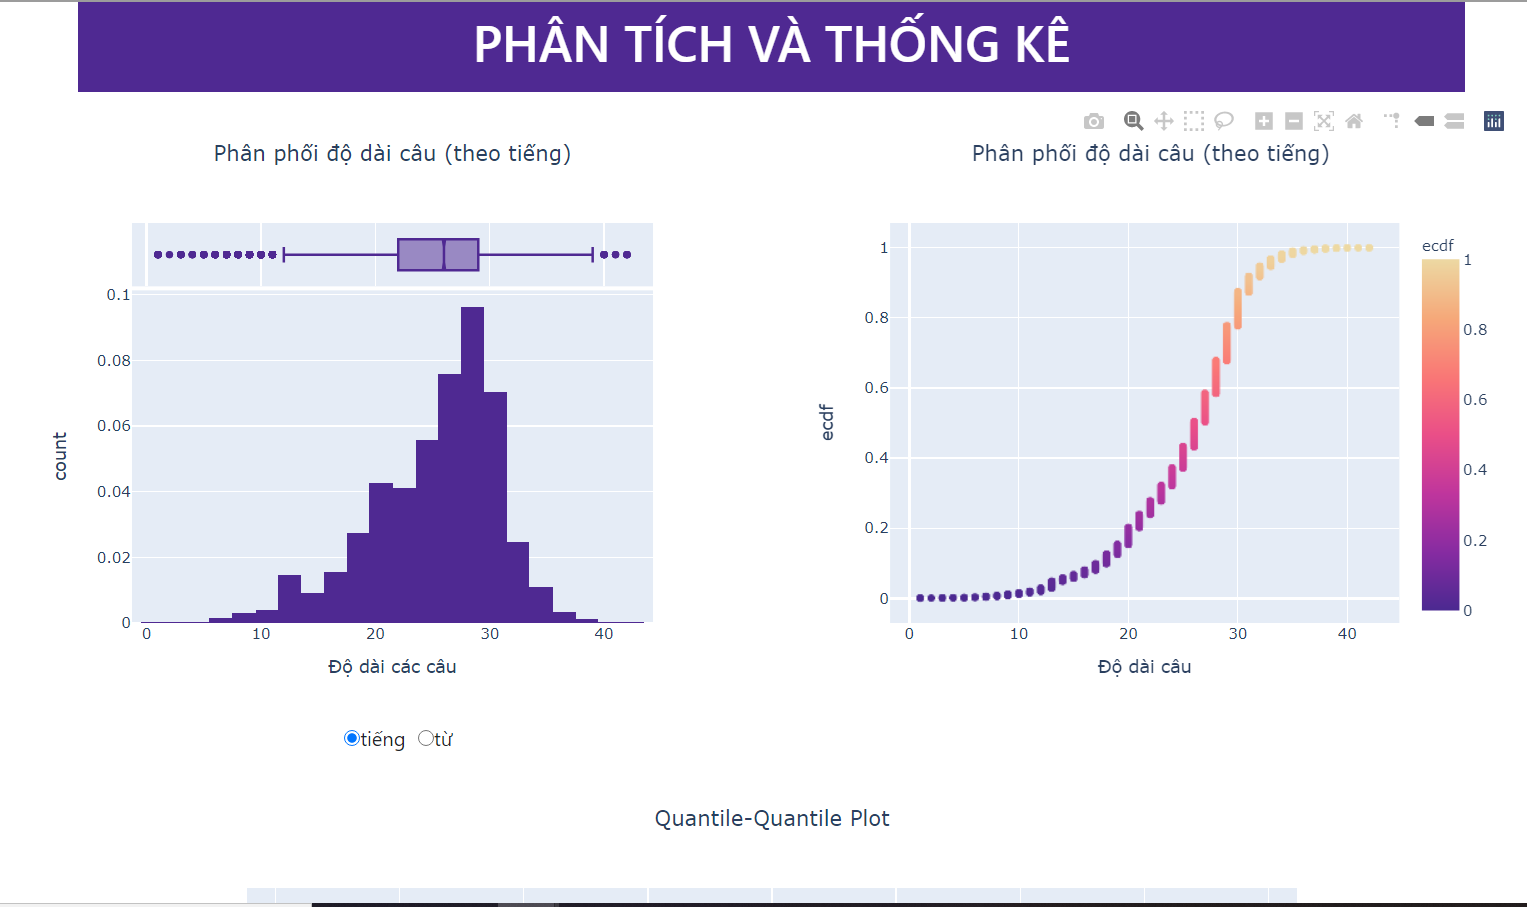 PHÂN TÍCH VÀ THỐNG KÊ
Phân phối độ dài câu (theo tiếng)
0.1
0.08
0.06
0.04
0.02
0
count
0 10 20 30 40
Độ dài các câu
tiếng từ
Phân phối độ dài câu (theo tiếng)
1
0.8
0.6
0.4
0.2
0
ecdf
0 10 20 30 40
Độ dài câu
ecdf
1
0.8
0.6
0.4
0.2
0
Quantile-Quantile Plot